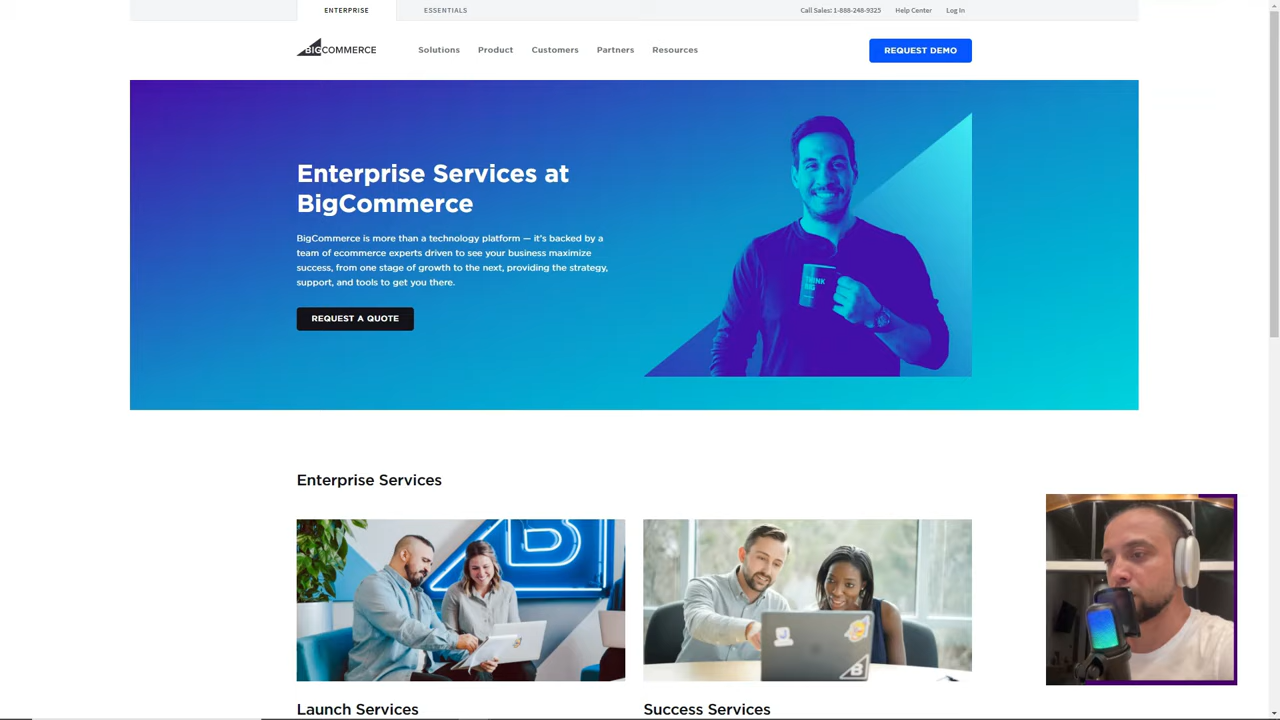 ENTERPRISE
ESSENTIALS
Call Sales: 1-888-248-9325
Help Center
Log In
BIGCOMMERCE
Solutions
Product
Customers
Partners
Resources
REQUEST DEMO
Enterprise Services at
BigCommerce
BigCommerce is more than a technology platform — it's backed by a
team of ecommerce experts driven to see your business maximize
success, from one stage of growth to the next, providing the strategy,
support, and tools to get you there.
REQUEST A QUOTE
THINK
BIG
Enterprise Services
B
B
Launch Services
Success Services